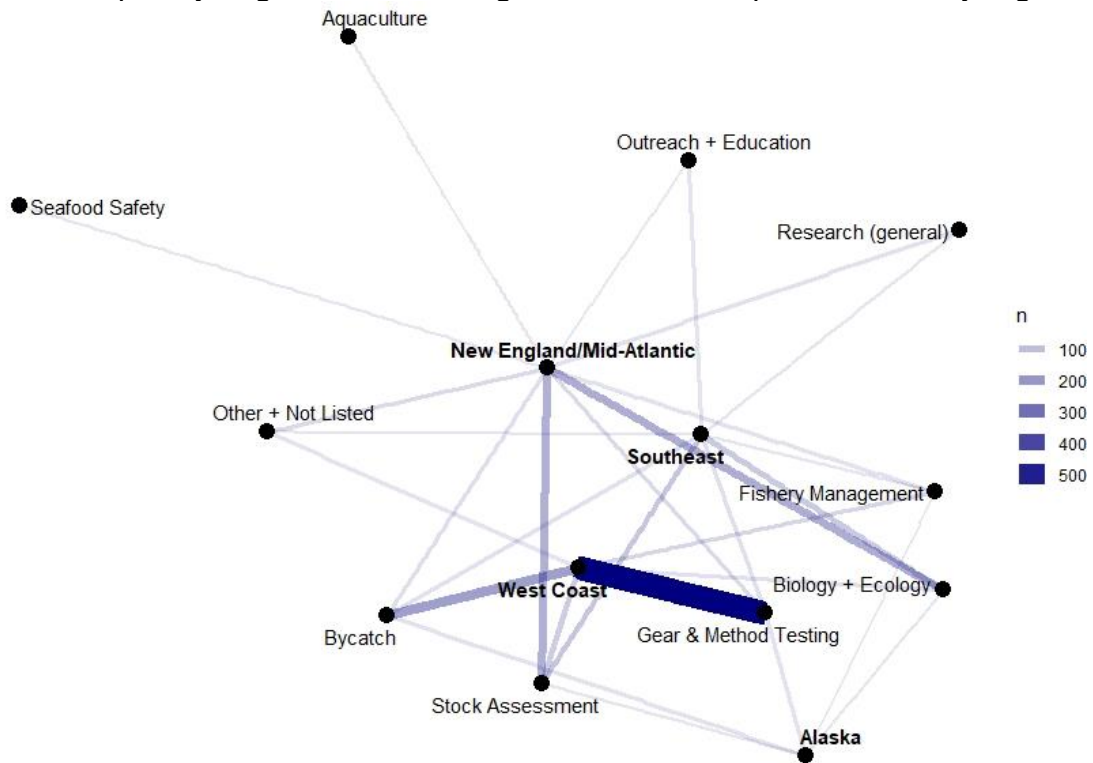 Aquaculture
Outreach + Education
Seafood Safety
Research (general)
n
100
200
300
400
500
New England/Mid-Atlantic
Other + Not Listed
Southeast
Fishery Management
West Coast
Biology + Ecology
Bycatch
Gear & Method Testing
Stock Assessment
Alaska